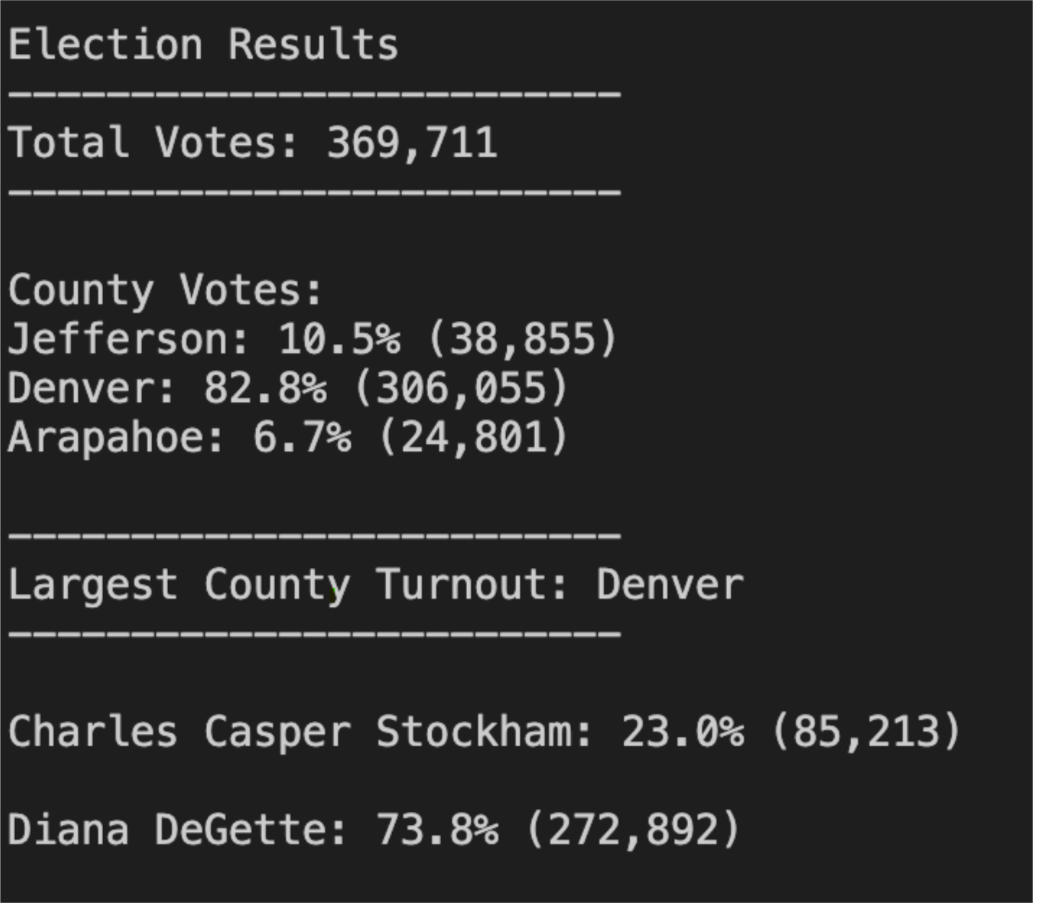 Election Results
-------------------------
Total Votes: 369,711
-------------------------
County Votes:
Jefferson: 10.5% (38,855)
Denver: 82.8% (306,055)
Arapahoe: 6.7% (24,801)
-------------------------
Largest County Turnout: Denver
-------------------------
Charles Casper Stockham: 23.0% (85,213)
Diana DeGette: 73.8% (272,892)